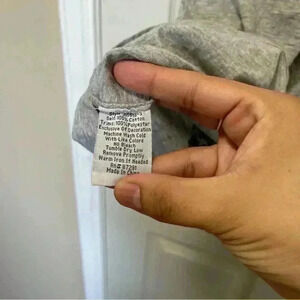 100% Cotton
Trims: 100% Polyester
Exclusive Of Decoration
Machine Wash Cold
With Like Colors
No Bleach
Tumble Dry Low
Remove Promptly
Warm Iron If Needed
Made In China